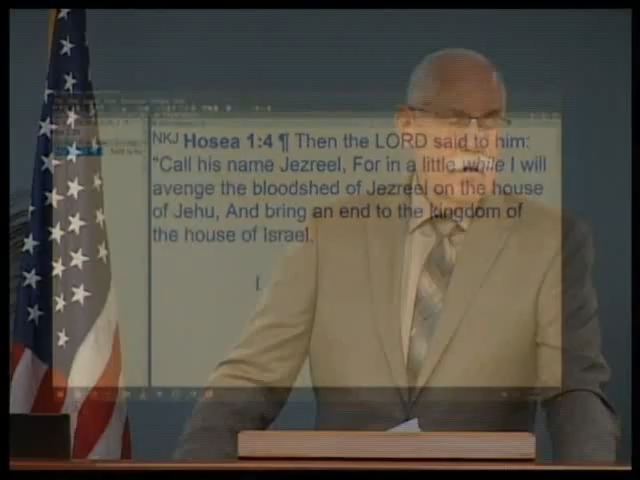 NKJ Hosea 1:4 ¶ Then the LORD said to him:
“Call his name Jezreel, For in a little while I will
avenge the bloodshed of Jezreel on the house
of Jehu, And bring an end to the kingdom of
the house of Israel.